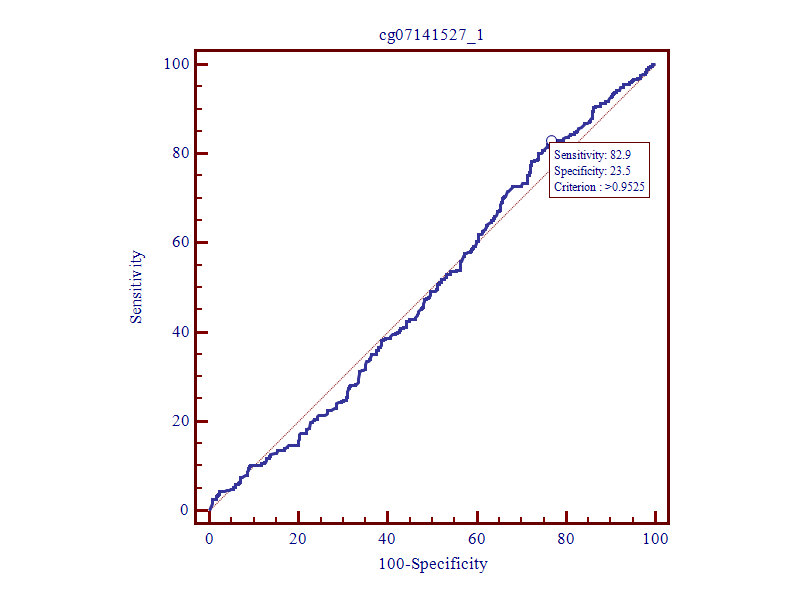 cg07141527_1
100
80
60
40
20
0
Sensitivity
Sensitivity: 82.9
Specificity: 23.5
Criterion : >0.9525
0 20 40 60 80 100
100-Specificity